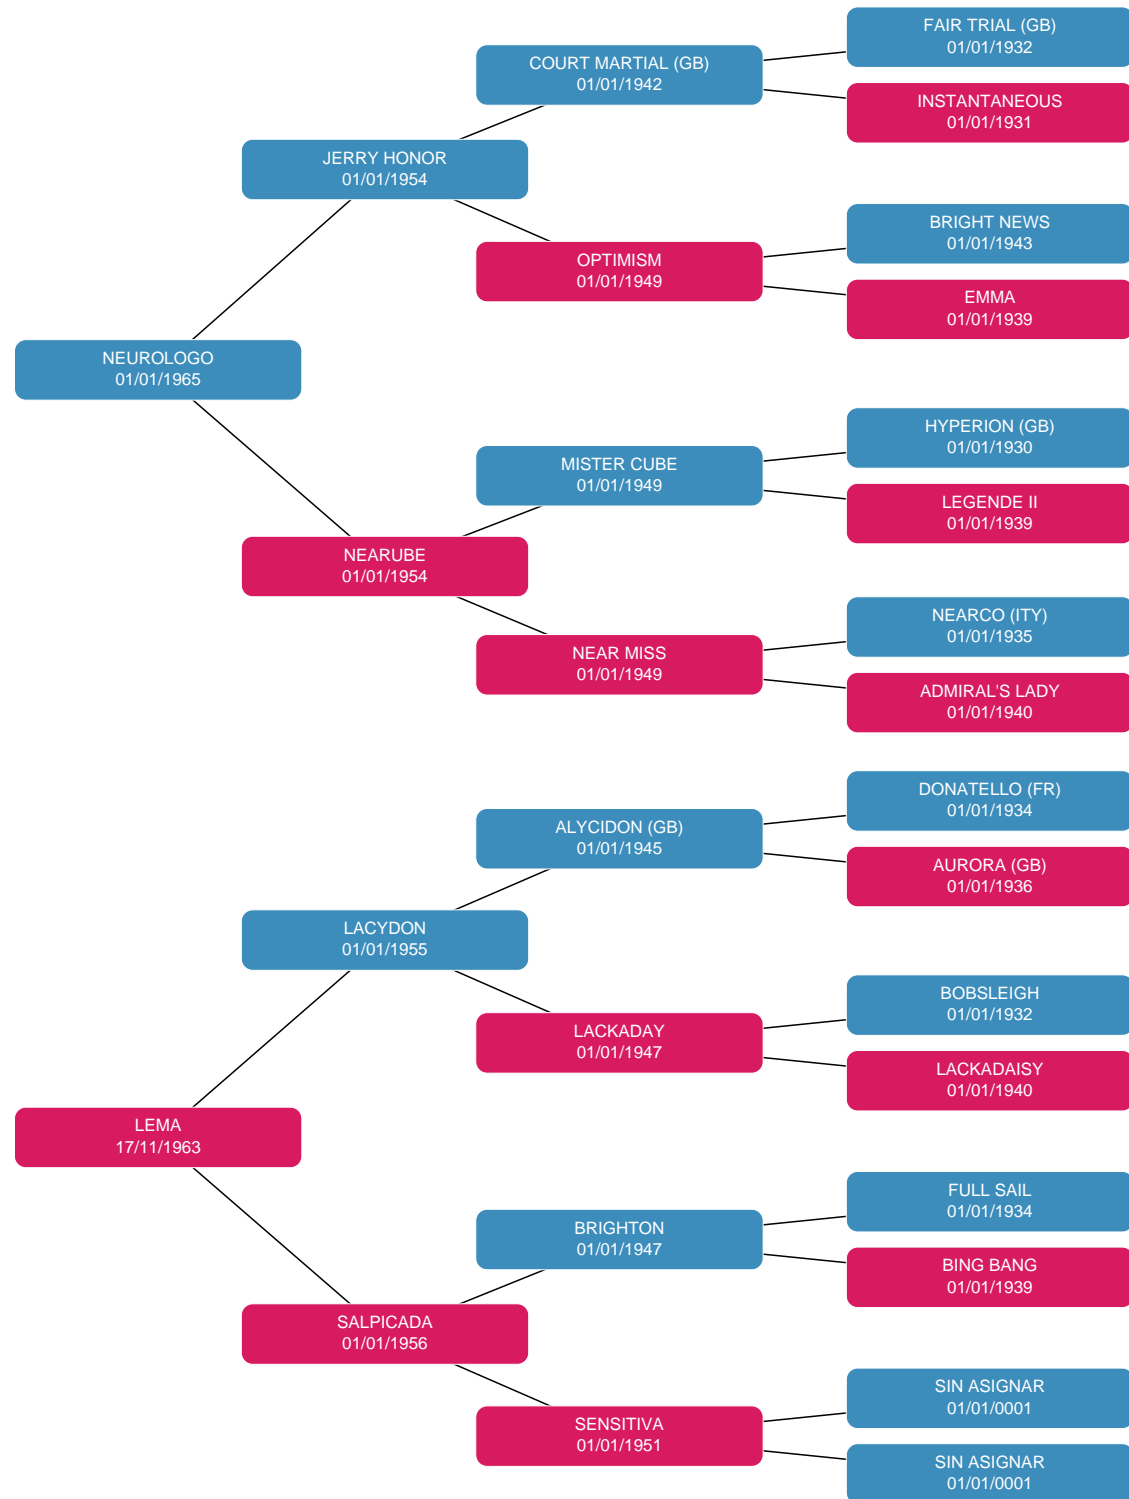 FAIR TRIAL (GB)
01/01/1932
COURT MARTIAL (GB)
01/01/1942
INSTANTANEOUS
01/01/1931
JERRY HONOR
01/01/1954
BRIGHT NEWS
01/01/1943
OPTIMISM
01/01/1949
EMMA
01/01/1939
NEUROLOGO
01/01/1965
HYPERION (GB)
01/01/1930
MISTER CUBE
01/01/1949
LEGENDE II
01/01/1939
NEARUBE
01/01/1954
NEARCO (ITY)
01/01/1935
NEAR MISS
01/01/1949
ADMIRAL'S LADY
01/01/1940
DONATELLO (FR)
01/01/1934
ALYCIDON (GB)
01/01/1945
AURORA (GB)
01/01/1936
LACYDON
01/01/1955
BOBSLEIGH
01/01/1932
LACKADAY
01/01/1947
LACKADAISY
01/01/1940
LEMA
17/11/1963
FULL SAIL
01/01/1934
BRIGHTON
01/01/1947
BING BANG
01/01/1939
SALPICADA
01/01/1956
SIN ASIGNAR
01/01/0001
SENSITIVA
01/01/1951
SIN ASIGNAR
01/01/0001